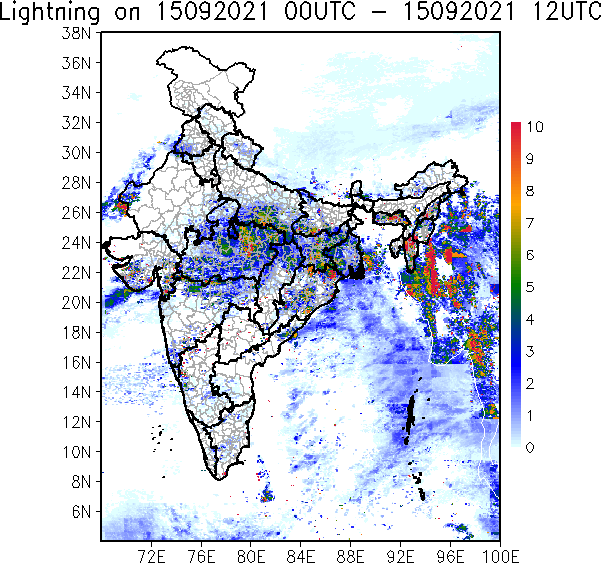 Lightning on 15092021 00UTC – 15092021 12UTC
38N
36N
34N
32N
30N
28N
26N
24N
22N
20N
18N
16N
14N
12N
10N
8N
6N
72E 76E 80E 84E 88E 92E 96E 100E
10
9
8
7
6
5
4
3
2
1
0